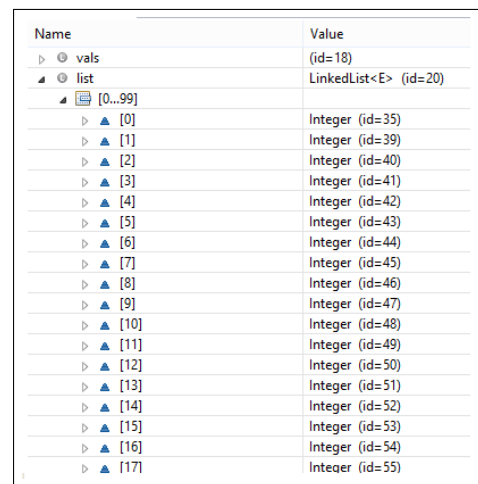 Name Value
vals (id=18)
list LinkedList<E> (id=20)
[0...99]
[0] Integer (id=35)
[1] Integer (id=39)
[2] Integer (id=40)
[3] Integer (id=41)
[4] Integer (id=42)
[5] Integer (id=43)
[6] Integer (id=44)
[7] Integer (id=45)
[8] Integer (id=46)
[9] Integer (id=47)
[10] Integer (id=48)
[11] Integer (id=49)
[12] Integer (id=50)
[13] Integer (id=51)
[14] Integer (id=52)
[15] Integer (id=53)
[16] Integer (id=54)
[17] Integer (id=55)